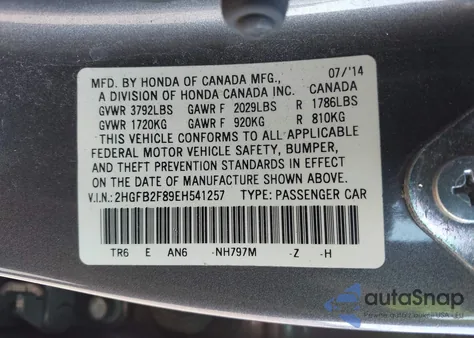 MFD. BY HONDA OF CANADA MFG., 07/'14
A DIVISION OF HONDA CANADA INC. CANADA
GVWR 3792LBS GAWR F 2029LBS R 1786LBS
GVWR 1720KG GAWR F 920KG R 810KG
THIS VEHICLE CONFORMS TO ALL APPLICABLE
FEDERAL MOTOR VEHICLE SAFETY, BUMPER,
AND THEFT PREVENTION STANDARDS IN EFFECT
ON THE DATE OF MANUFACTURE SHOWN ABOVE.
V.I.N.: 2HGFB2F89EH541257 TYPE: PASSENGER CAR
TR6 E AN6 -NH797M -Z -H
autoSnap